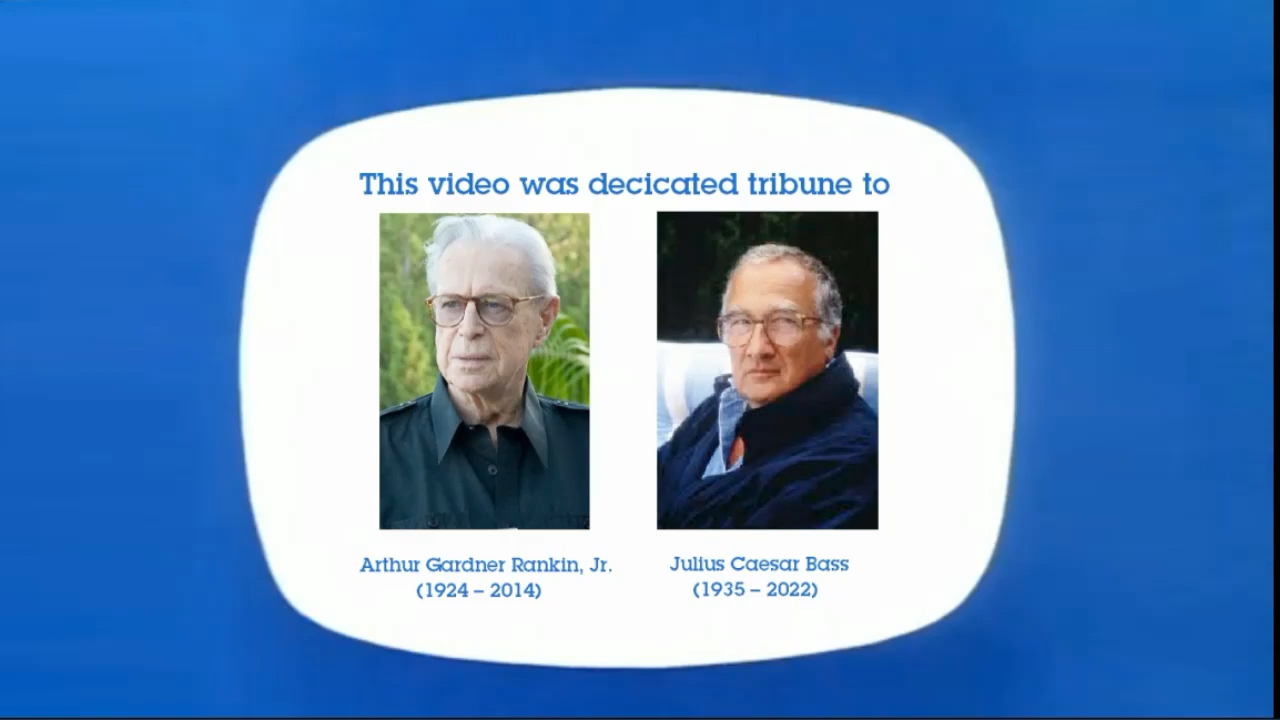 This video was decicated tribune to
Arthur Gardner Rankin, Jr.
(1924 – 2014)
Julius Caesar Bass
(1935 – 2022)